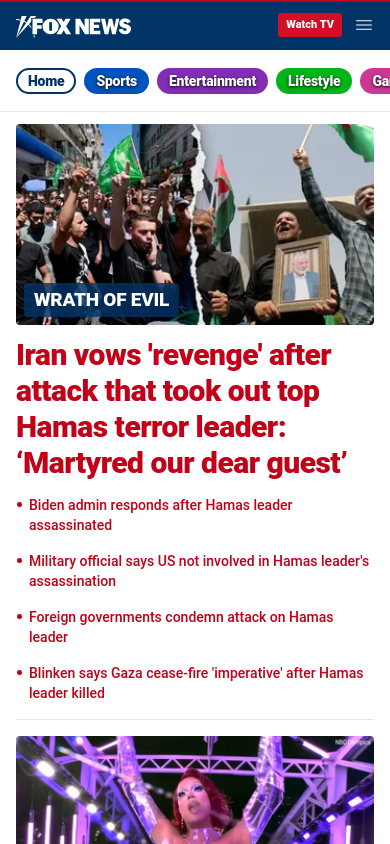 FOX NEWS
Watch TV
Home
Sports
Entertainment
Lifestyle
Ga
WRATH OF EVIL
Iran vows 'revenge' after
attack that took out top
Hamas terror leader:
‘Martyred our dear guest’
• Biden admin responds after Hamas leader
assassinated
• Military official says US not involved in Hamas leader's
assassination
• Foreign governments condemn attack on Hamas
leader
• Blinken says Gaza cease-fire 'imperative' after Hamas
leader killed
NBC Olympics